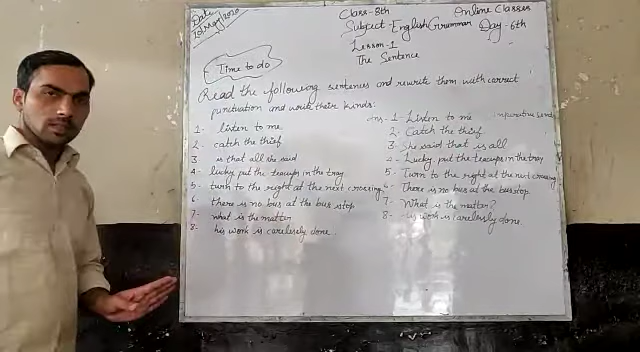 Date
10 May 2020
Class-8th Online Classes
Subject-English Grammar Day-6th
Lesson-1
The Sentence
Time to do
Read the following sentences and rewrite them with correct
punctuation and write their kinds:
1- listen to me
2- catch the thief
3 is that all she said
4- lucky put the teacups in the tray
5- turn to the right at the next crossing
6- there is no bus at the bus stop
7- what is the matter
8- his work is carelessly done
Ans- 1- Listen to me
2- Catch the thief
3- She said that is all
4- Lucky, put the teacups in the tray
5- Turn to the right at the next crossing
6- There is no bus at the bus stop
7- What is the matter?
8- His work is carelessly done